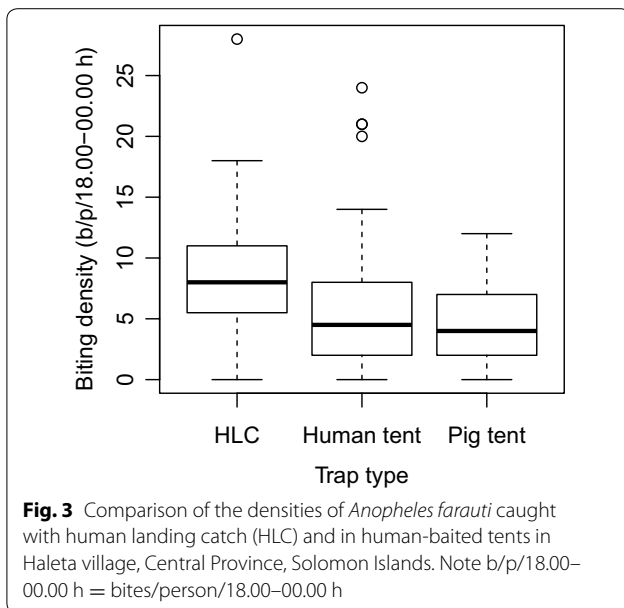 Biting density (b/p/18.00–00.00 h)
25
20
15
10
5
0
HLC Human tent Pig tent
Trap type
Fig. 3 Comparison of the densities of Anopheles farauti caught
with human landing catch (HLC) and in human-baited tents in
Haleta village, Central Province, Solomon Islands. Note b/p/18.00–
00.00 h = bites/person/18.00–00.00 h